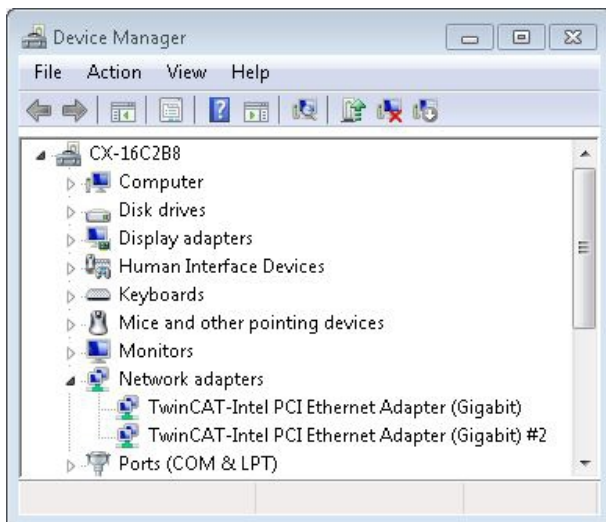 Device Manager
File Action View Help
CX-16C2B8
Computer
Disk drives
Display adapters
Human Interface Devices
Keyboards
Mice and other pointing devices
Monitors
Network adapters
TwinCAT-Intel PCI Ethernet Adapter (Gigabit)
TwinCAT-Intel PCI Ethernet Adapter (Gigabit) #2
Ports (COM & LPT)